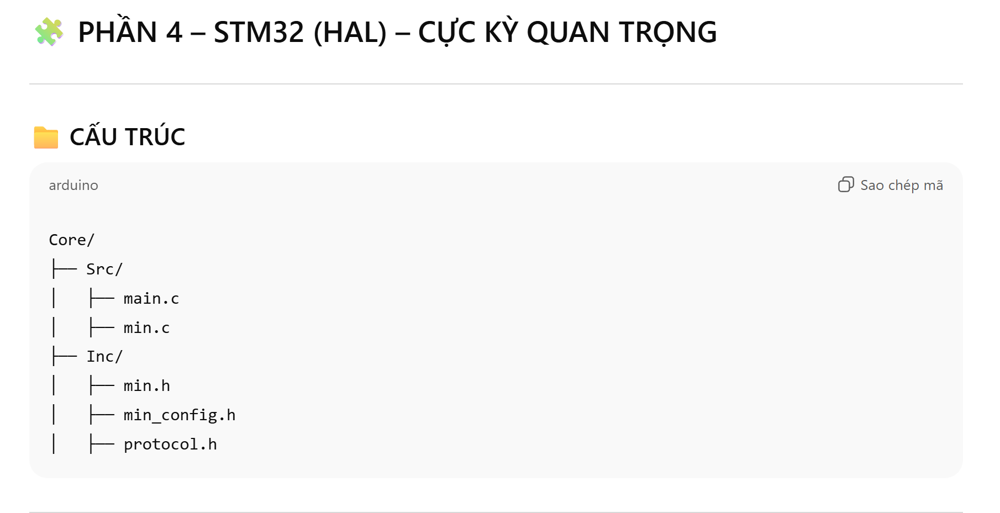 🧩 PHẦN 4 – STM32 (HAL) – CỰC KỲ QUAN TRỌNG
📁 CẤU TRÚC
arduino
Sao chép mã
Core/
├── Src/
│   ├── main.c
│   ├── min.c
├── Inc/
│   ├── min.h
│   ├── min_config.h
│   ├── protocol.h